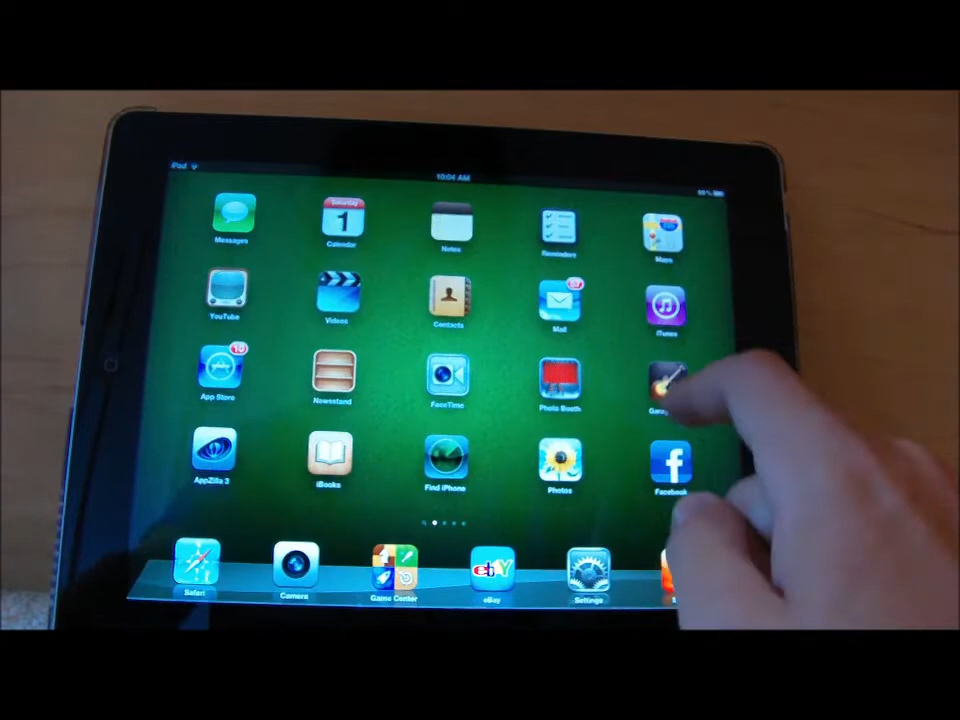 iPad 10:04 AM
Saturday
1
Messages Calendar Notes Reminders Maps
YouTube Videos Contacts Mail iTunes
10
App Store Newsstand FaceTime Photo Booth
AppZilla 3 iBooks Find iPhone Photos Facebook
f
ebY
Safari Camera Game Center eBay Settings